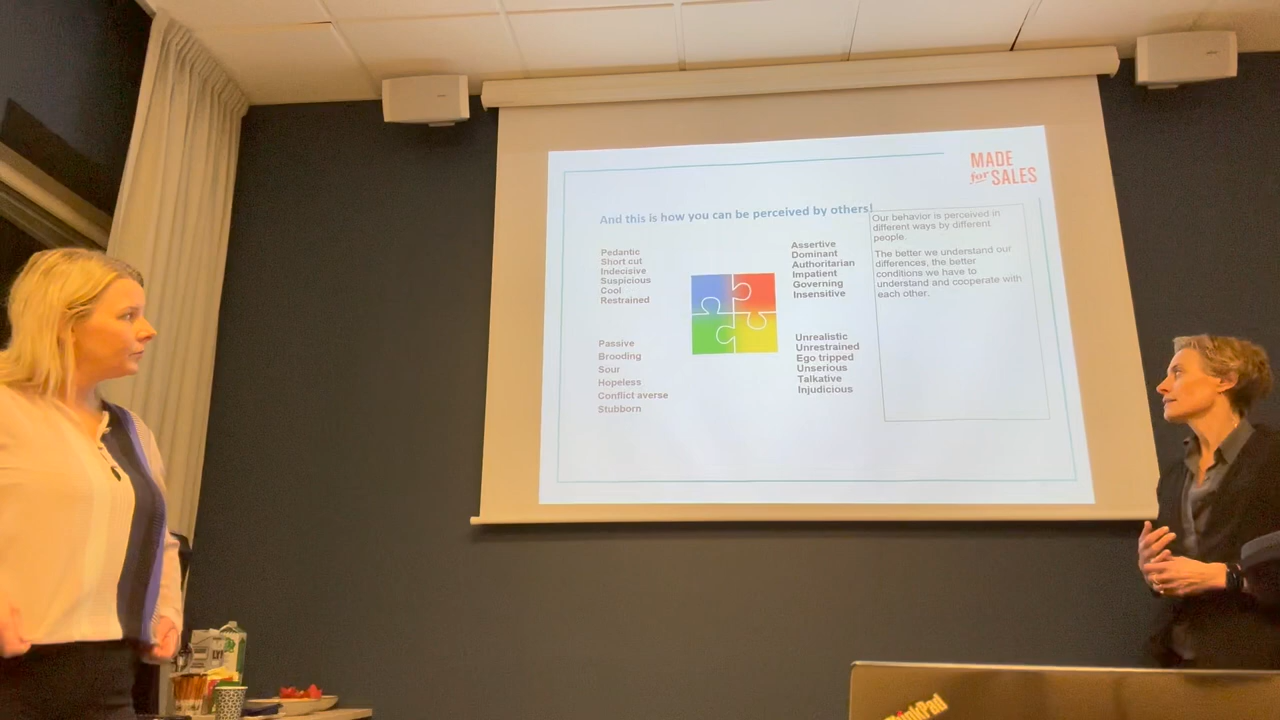 MADE
for SALES
And this is how you can be perceived by others!
Pedantic
Short cut
Indecisive
Suspicious
Cool
Restrained
Assertive
Dominant
Authoritarian
Impatient
Governing
Insensitive
Passive
Brooding
Sour
Hopeless
Conflict averse
Stubborn
Unrealistic
Unrestrained
Ego tripped
Unserious
Talkative
Injudicious
Our behavior is perceived in
different ways by different
people.
The better we understand our
differences, the better
conditions we have to
understand and cooperate with
each other.
ThinkPad